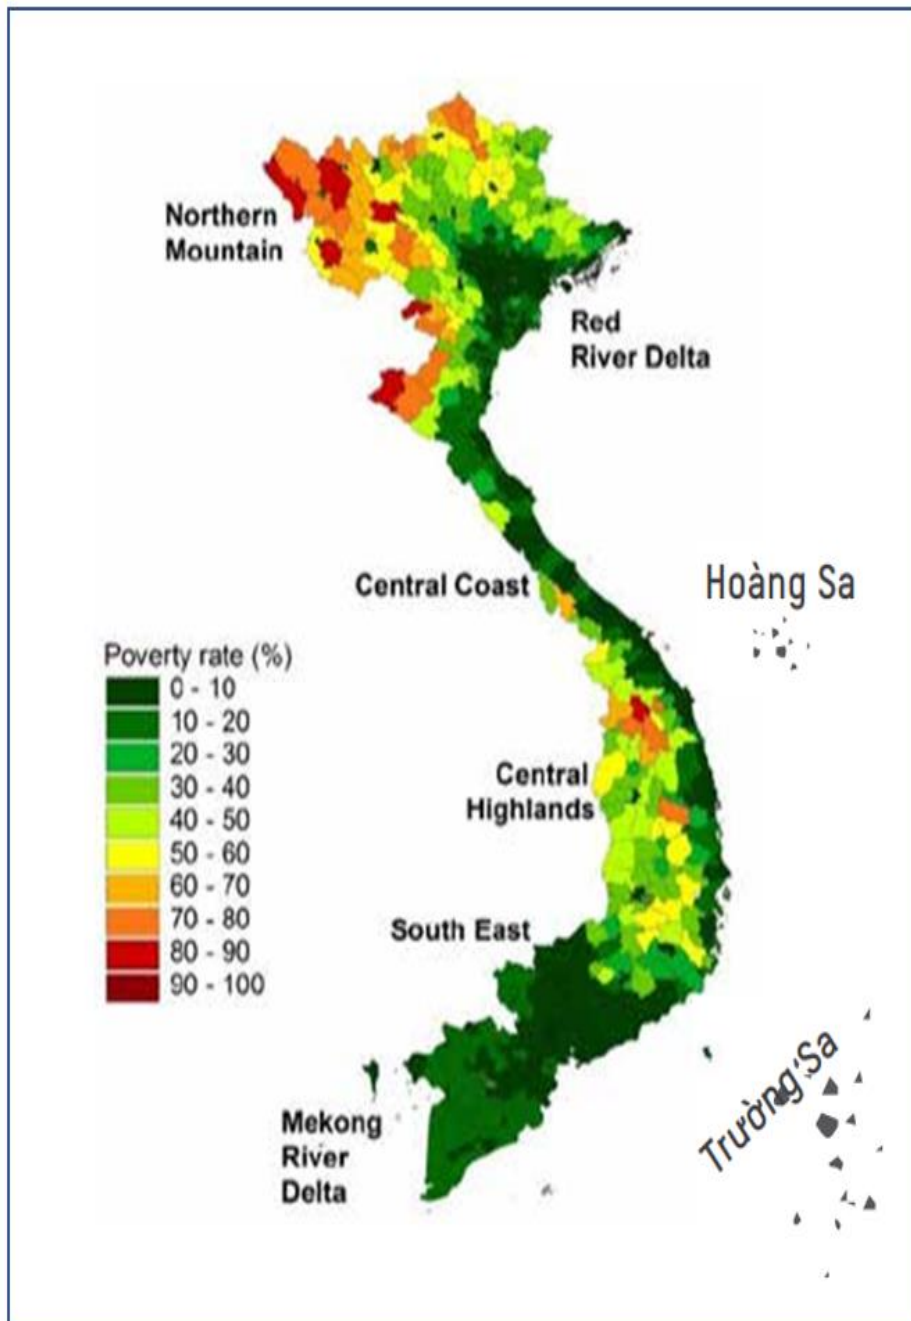 Northern
Mountain
Red
River Delta
Central Coast
Hoàng Sa
Poverty rate (%)
0 - 10
10 - 20
20 - 30
30 - 40
40 - 50
50 - 60
60 - 70
70 - 80
80 - 90
90 - 100
Central
Highlands
South East
Mekong
River
Delta
Trường Sa